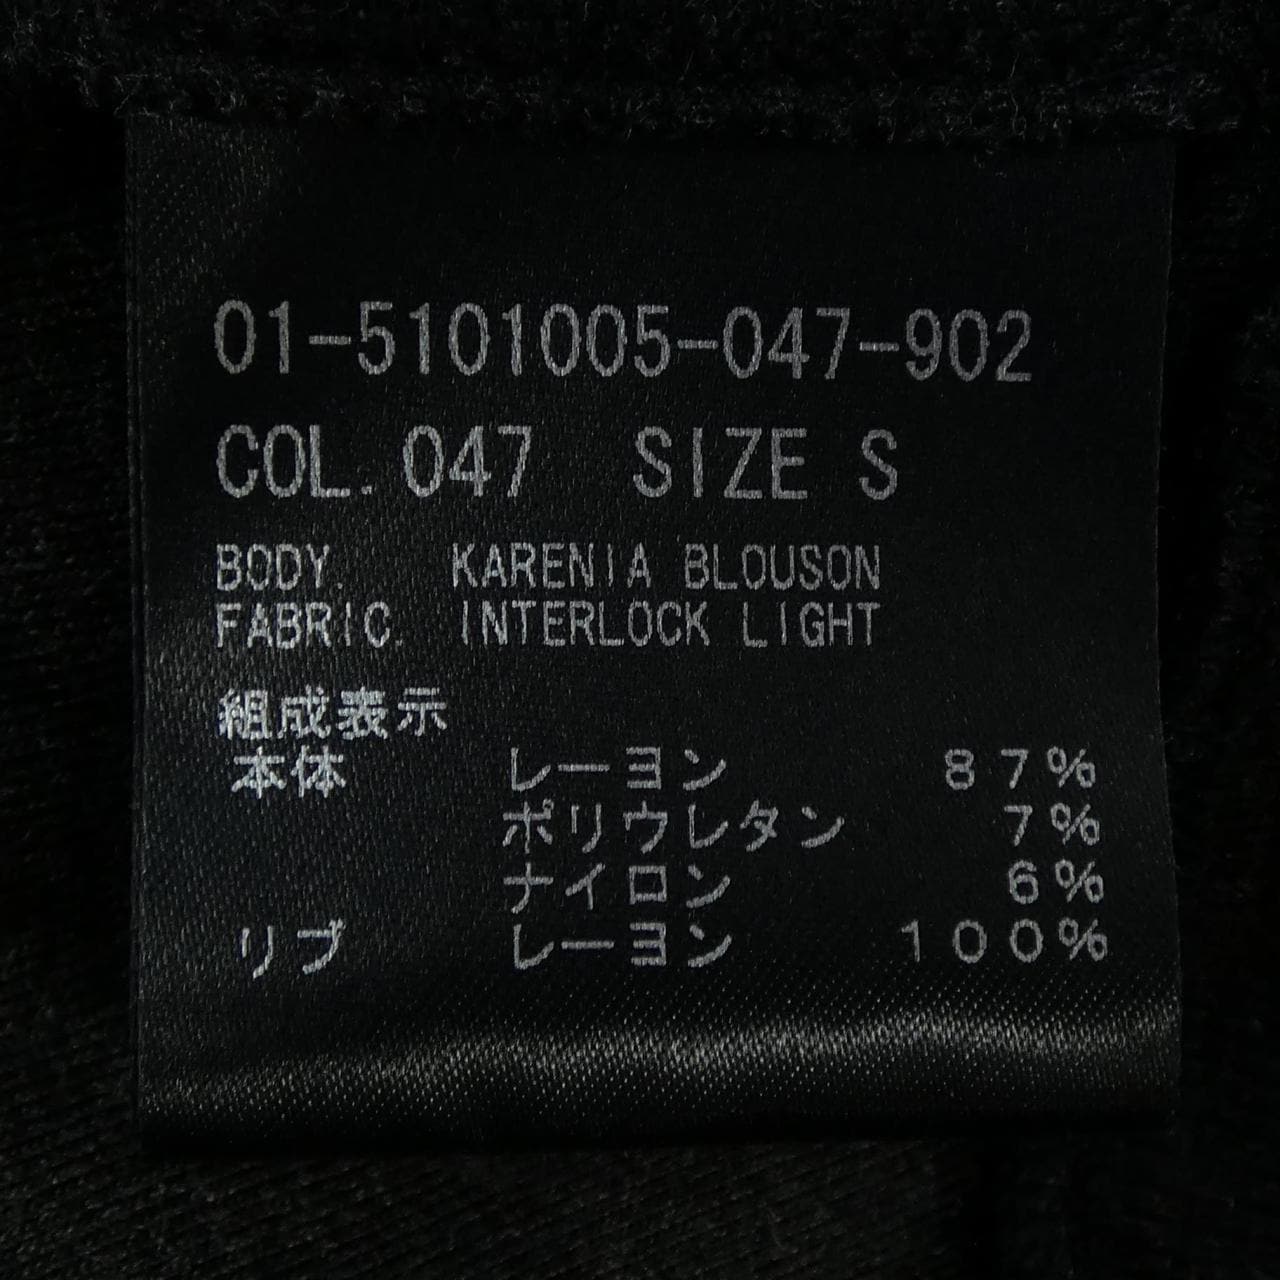 01-5101005-047-902
COL. 047 SIZE S
BODY. KARENIA BLOUSON
FABRIC. INTERLOCK LIGHT
組成表示
本体 レーヨン 87%
ポリウレタン 7%
ナイロン 6%
リブ レーヨン 100%